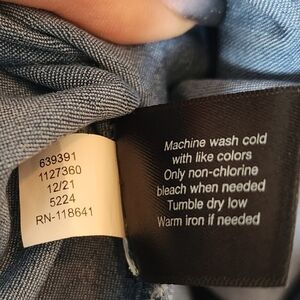 639391
1127360
12/21
5224
RN-118641
Machine wash cold
with like colors
Only non-chlorine
bleach when needed
Tumble dry low
Warm iron if needed